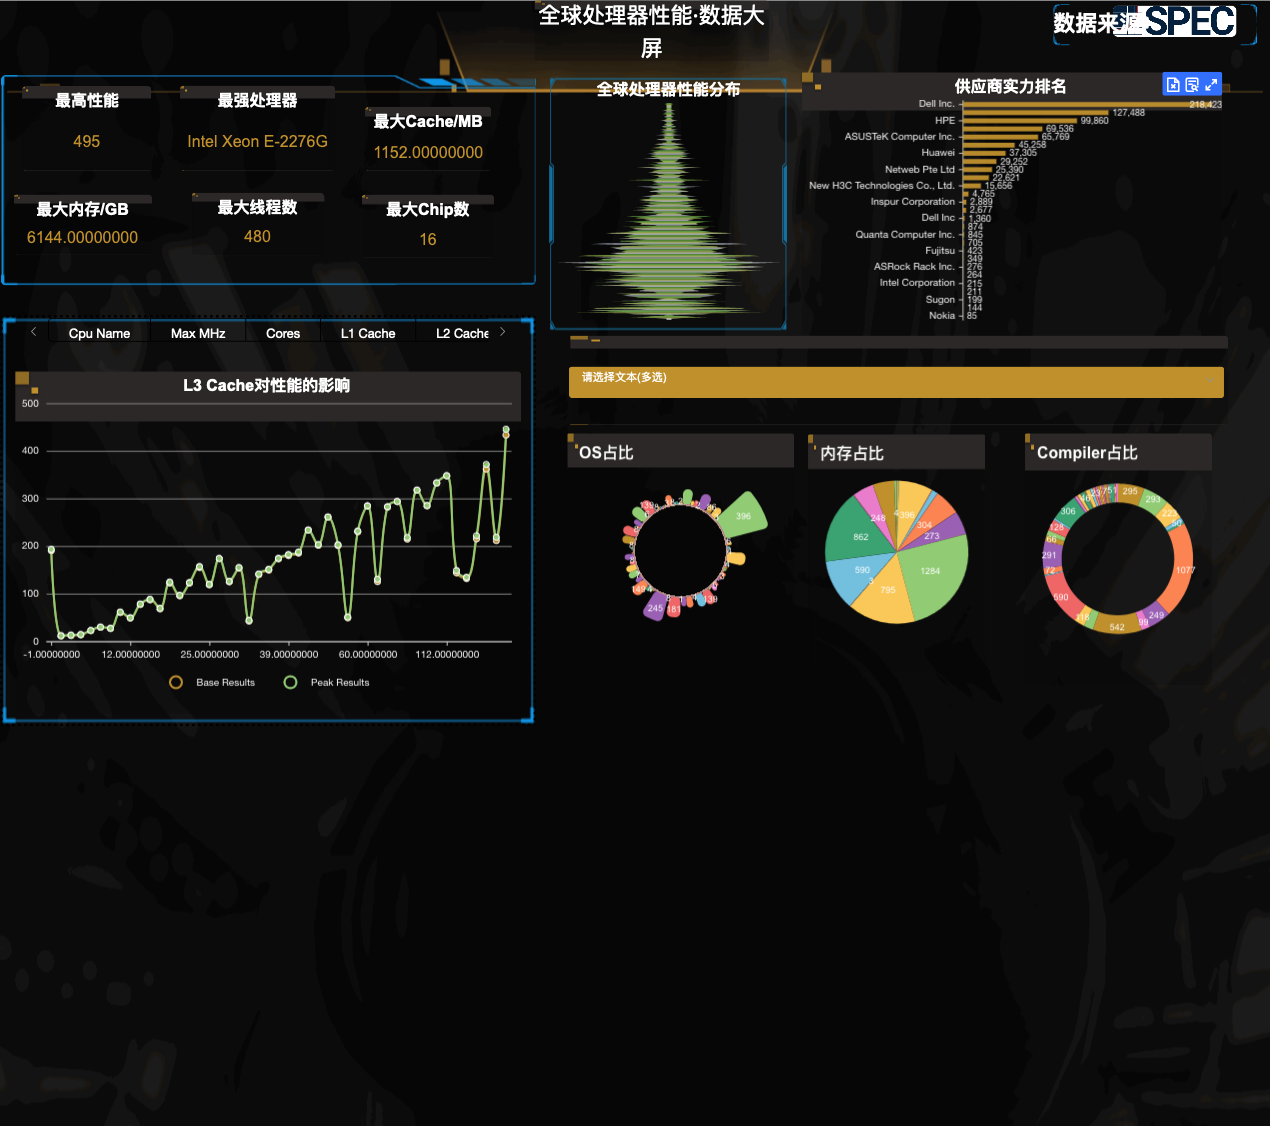 全球处理器性能·数据大
屏
数据来源
SPEC
最高性能
495
最强处理器
Intel Xeon E-2276G
最大Cache/MB
1152.00000000
最大内存/GB
6144.00000000
最大线程数
480
最大Chip数
16
全球处理器性能分布
供应商实力排名
Dell Inc.
218,423
127,488
HPE
99,860
69,536
ASUSTeK Computer Inc.
65,769
45,258
Huawei
37,305
29,252
Netweb Pte Ltd
25,390
22,621
New H3C Technologies Co., Ltd.
15,656
4,765
Inspur Corporation
2,889
2,677
Dell Inc
1,360
874
Quanta Computer Inc.
845
705
Fujitsu
423
349
ASRock Rack Inc.
276
264
Intel Corporation
215
211
Sugon
199
144
Nokia
85
Cpu Name
Max MHz
Cores
L1 Cache
L2 Cache
L3 Cache对性能的影响
500
400
300
200
100
0
-1.00000000
12.00000000
25.00000000
39.00000000
60.00000000
112.00000000
Base Results
Peak Results
请选择文本(多选)
OS占比
396
139
181
245
内存占比
396
304
273
1284
795
3
590
862
248
4
Compiler占比
295
293
223
50
1077
249
99
542
118
590
72
291
66
128
306